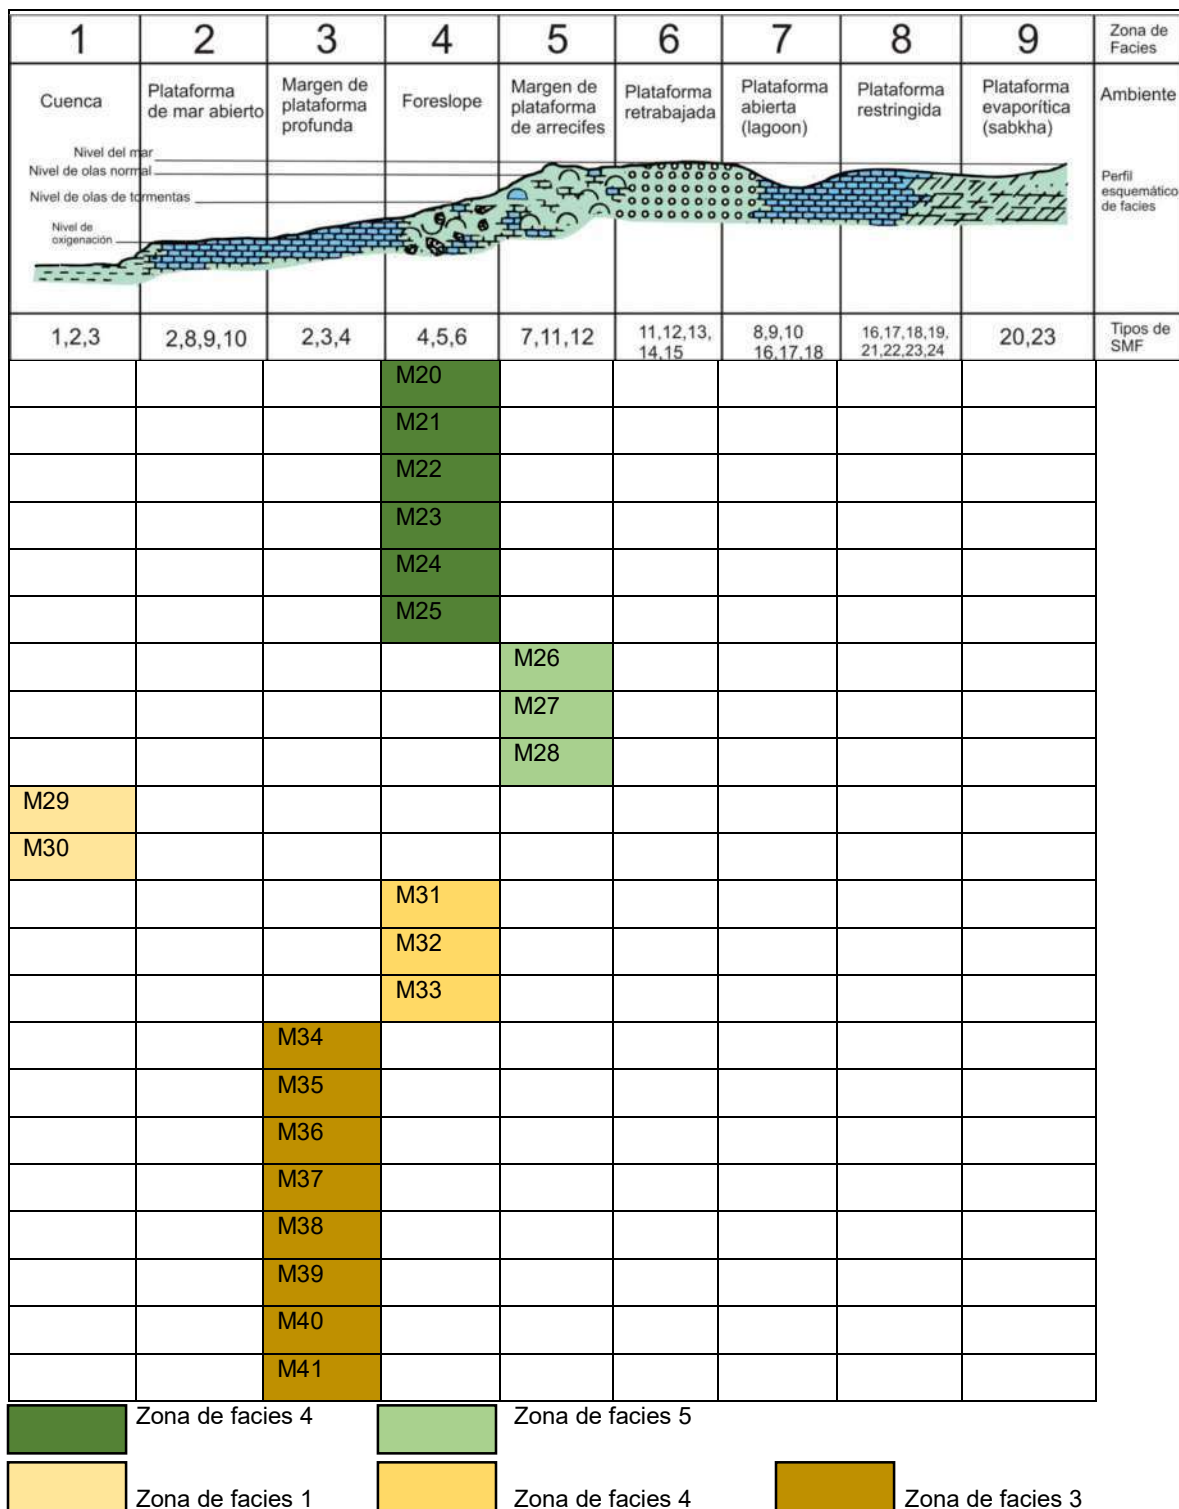 1 2 3 4 5 6 7 8 9 Zona de Facies
Cuenca
Plataforma
de mar abierto
Margen de
plataforma
profunda
Foreslope
Margen de
plataforma
de arrecifes
Plataforma
retrabajada
Plataforma
abierta
(lagoon)
Plataforma
restringida
Plataforma
evaporítica
(sabkha)
Ambiente
Nivel del mar
Nivel de olas normal
Nivel de olas de tormentas
Nivel de
oxigenación
Perfil
esquemático
de facies
1,2,3
2,8,9,10
2,3,4
4,5,6
7,11,12
11,12,13,
14,15
8,9,10
16,17,18
16,17,18,19,
21,22,23,24
20,23
Tipos de
SMF
M20
M21
M22
M23
M24
M25
M26
M27
M28
M29
M30
M31
M32
M33
M34
M35
M36
M37
M38
M39
M40
M41
Zona de facies 4
Zona de facies 5
Zona de facies 1
Zona de facies 4
Zona de facies 3